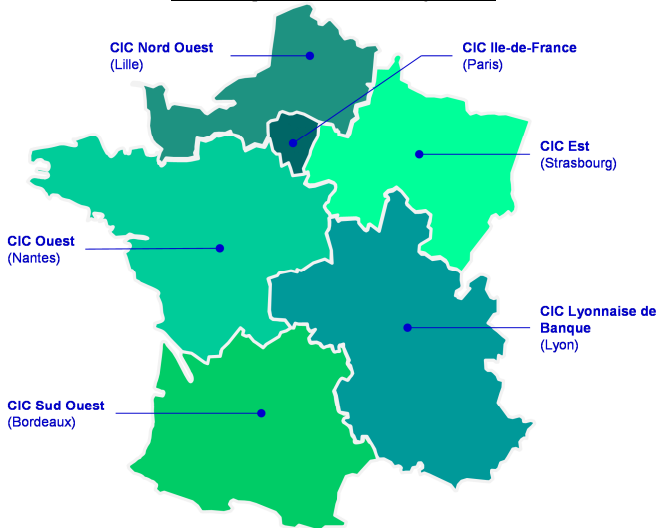 CIC Nord Ouest
(Lille)
CIC Ile-de-France
(Paris)
CIC Est
(Strasbourg)
CIC Ouest
(Nantes)
CIC Lyonnaise de
Banque
(Lyon)
CIC Sud Ouest
(Bordeaux)